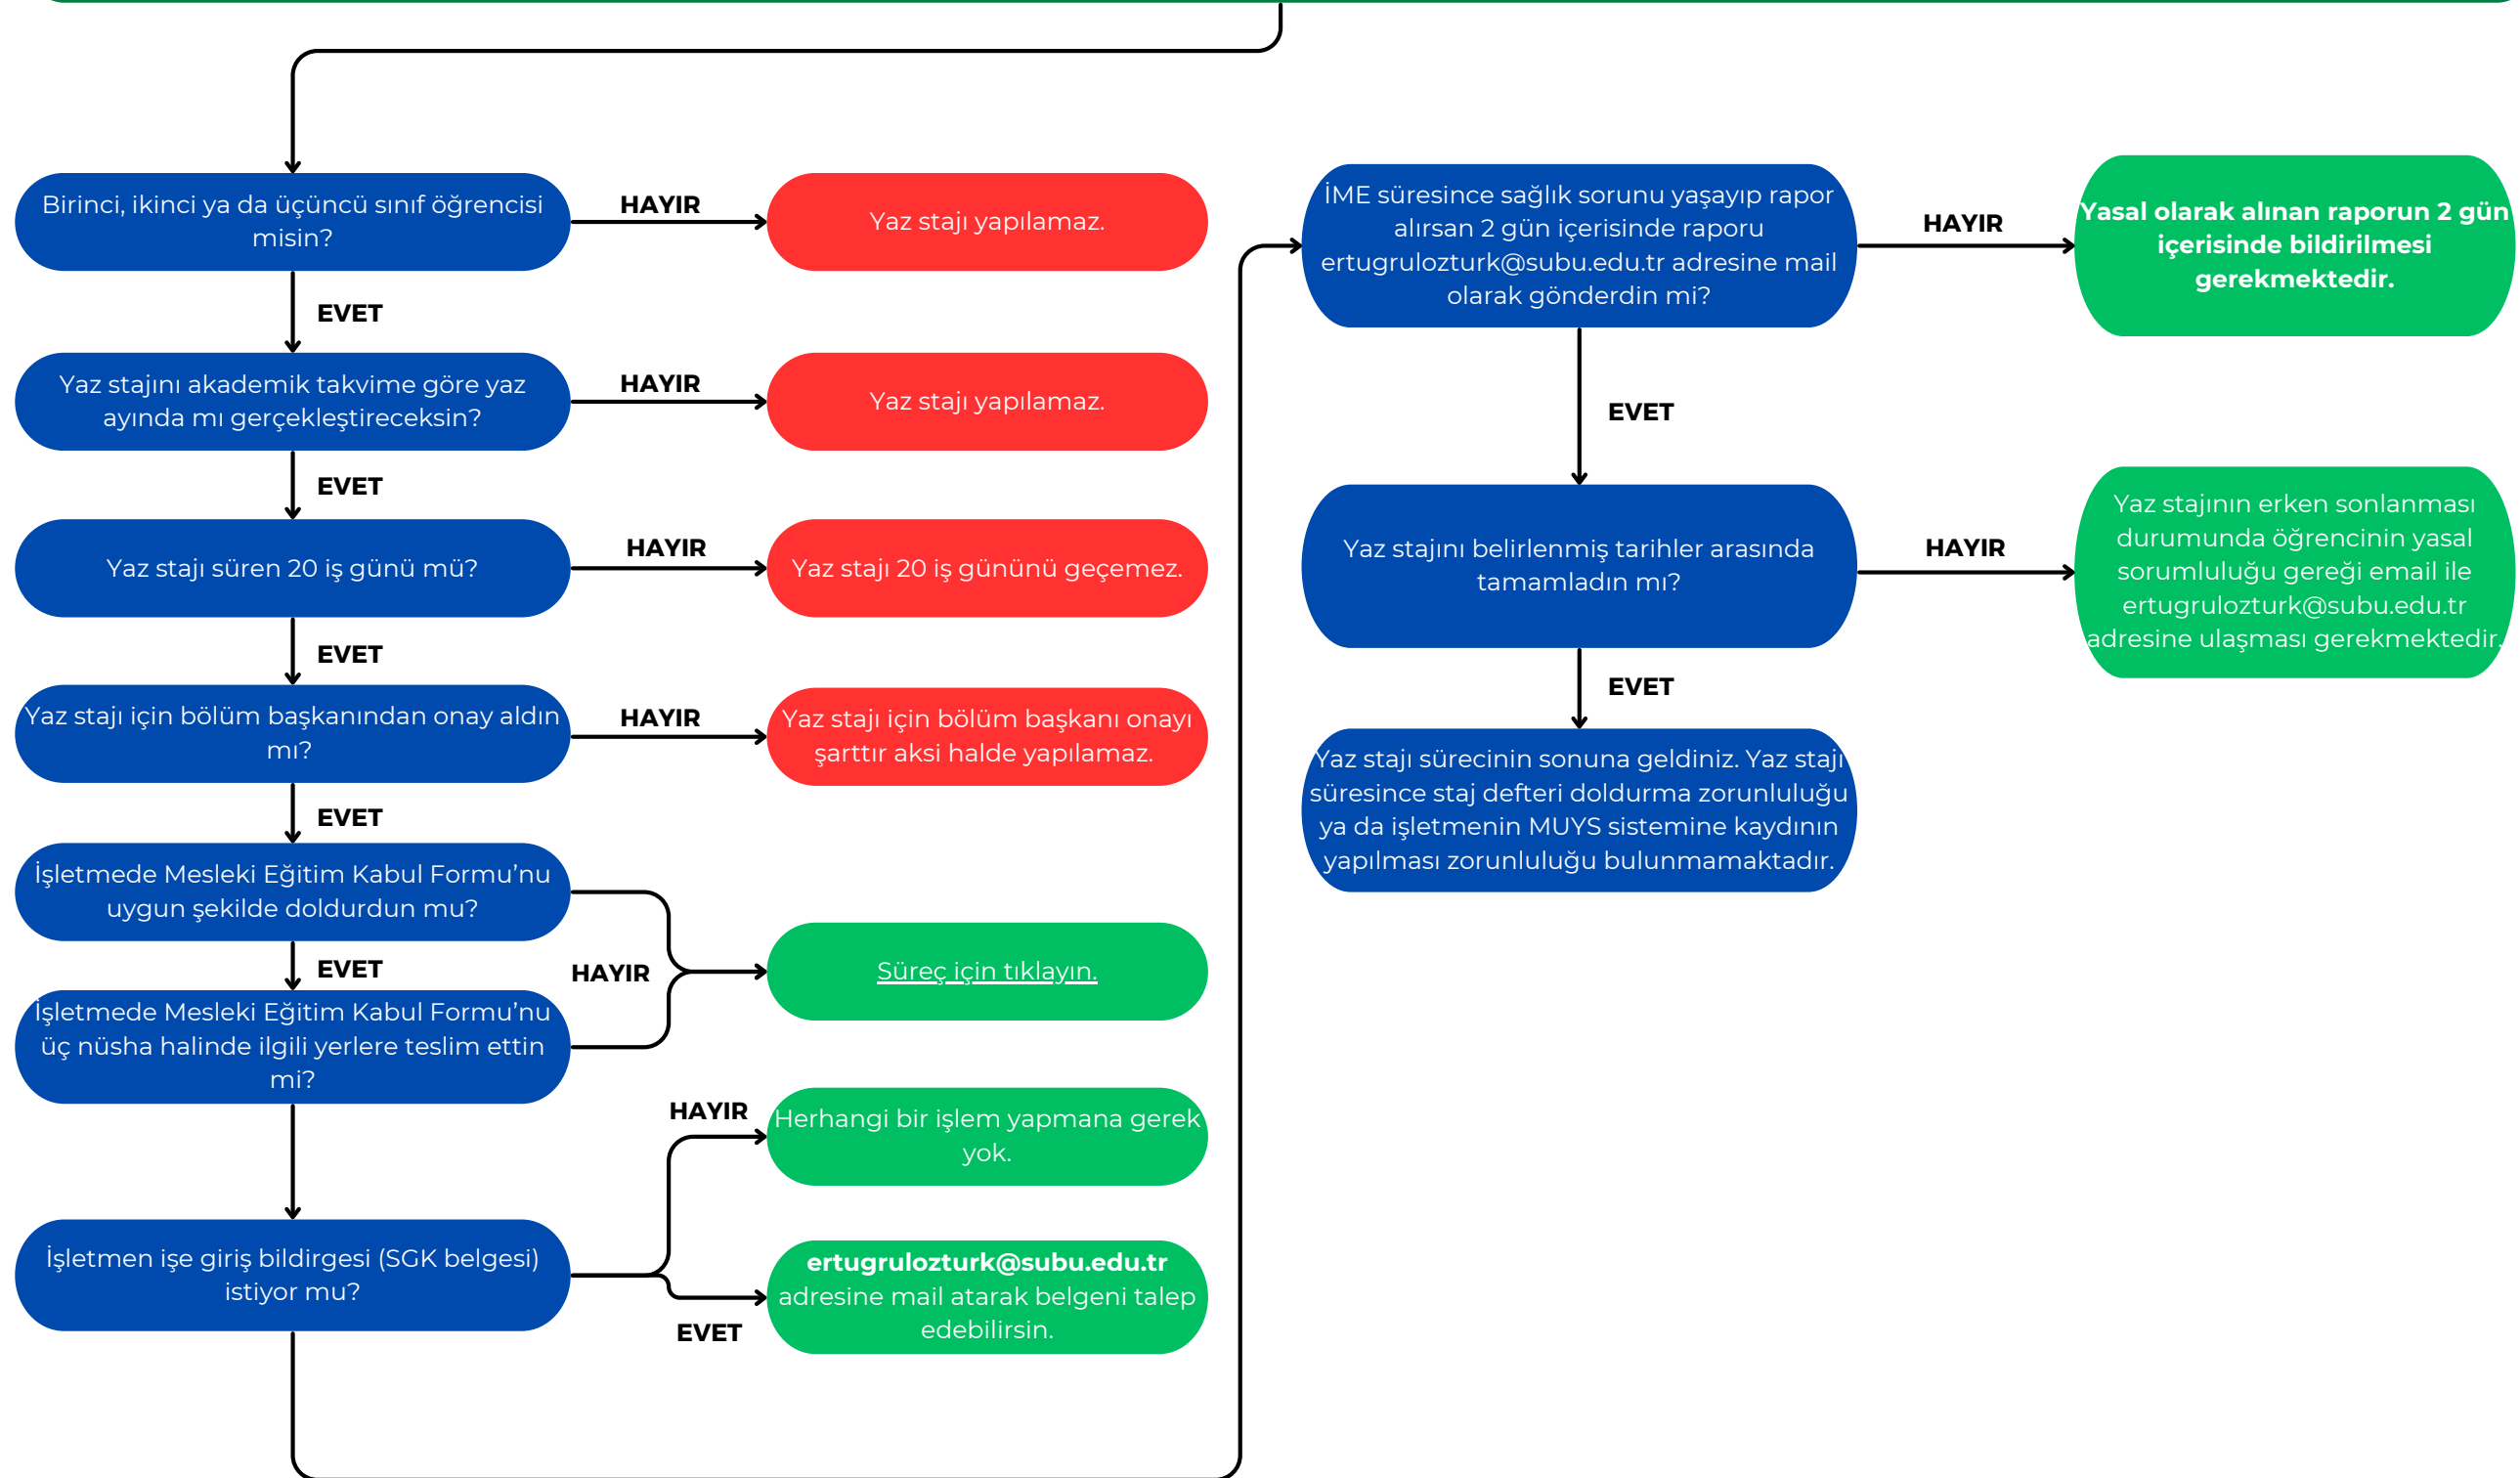 Birinci, ikinci ya da üçüncü sınıf öğrencisi
misin?
HAYIR
Yaz stajı yapılamaz.
EVET
Yaz stajını akademik takvime göre yaz
ayında mı gerçekleştireceksin?
HAYIR
Yaz stajı yapılamaz.
EVET
Yaz stajı süren 20 iş günü mü?
HAYIR
Yaz stajı 20 iş gününü geçemez.
EVET
Yaz stajı için bölüm başkanından onay aldın
mı?
HAYIR
Yaz stajı için bölüm başkanı onayı
şarttır aksi halde yapılamaz.
EVET
İşletmede Mesleki Eğitim Kabul Formu’nu
uygun şekilde doldurdun mu?
EVET
HAYIR
Süreç için tıklayın.
İşletmede Mesleki Eğitim Kabul Formu’nu
üç nüsha halinde ilgili yerlere teslim ettin
mi?
HAYIR
Herhangi bir işlem yapmana gerek
yok.
İşletmen işe giriş bildirgesi (SGK belgesi)
istiyor mu?
EVET
ertugrulozturk@subu.edu.tr
adresine mail atarak belgeni talep
edebilirsin.
İME süresince sağlık sorunu yaşayıp rapor
alırsan 2 gün içerisinde raporu
ertugrulozturk@subu.edu.tr adresine mail
olarak gönderdin mi?
HAYIR
Yasal olarak alınan raporun 2 gün
içerisinde bildirilmesi
gerekmektedir.
EVET
Yaz stajını belirlenmiş tarihler arasında
tamamladın mı?
HAYIR
Yaz stajının erken sonlanması
durumunda öğrencinin yasal
sorumluluğu gereği email ile
ertugrulozturk@subu.edu.tr
adresine ulaşması gerekmektedir.
EVET
Yaz stajı sürecinin sonuna geldiniz. Yaz stajı
süresince staj defteri doldurma zorunluluğu
ya da işletmenin MUYS sistemine kaydının
yapılması zorunluluğu bulunmamaktadır.